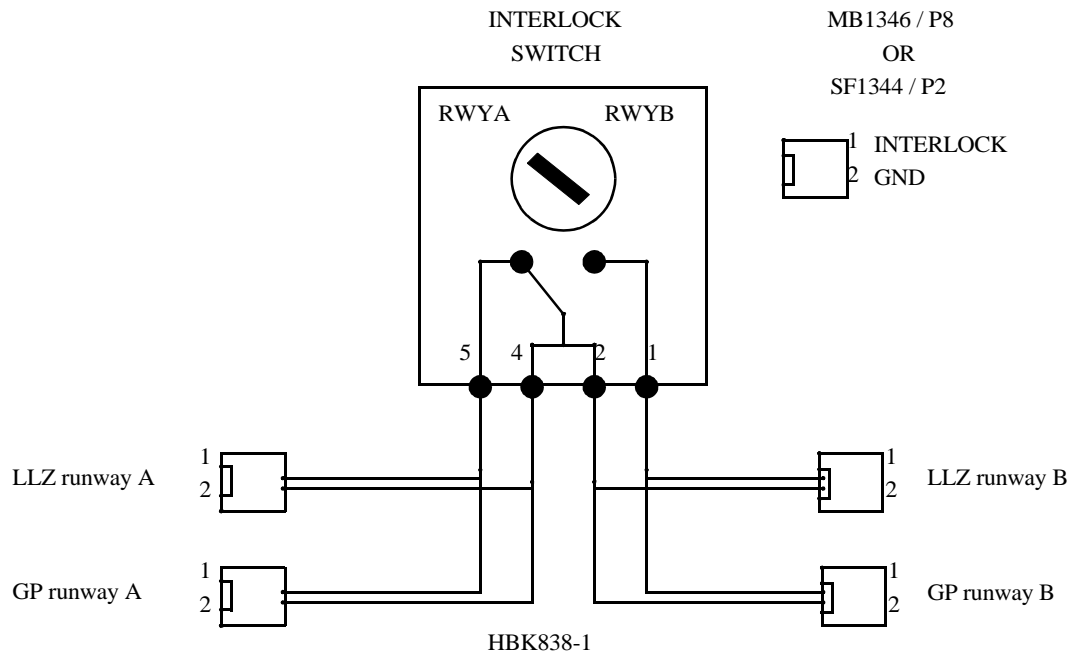 INTERLOCK
SWITCH
MB1346 / P8
OR
SF1344 / P2
RWYA
RWYB
1 INTERLOCK
2 GND
5 4 2 1
LLZ runway A
1
2
1
2
LLZ runway B
GP runway A
1
2
1
2
GP runway B
HBK838-1